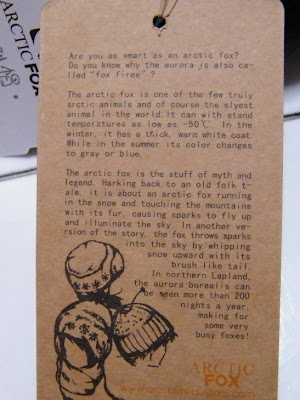 ARCTIC
FOX
Are you as smart as an arctic fox?
Do you know why the aurora is also ca-
lled "fox fires"?
The arctic fox is one of the few truly
arctic animals and of course the slyest
animal in the world.It can with stand
temperatures as low as -50℃. In the
winter, it has a thick, warm white coat
While in the summer its color changes
to gray or blue.
The arctic fox is the stuff of myth and
legend. Harking back to an old folk t-
ale, it is about an arctic fox running
in the snow and touching the mountains
with its fur, causing sparks to fly up
and illuminate the sky. In another ve-
rsion of the story, the fox throws sparks
into the sky by whipping
snow upward with its
brush like tail.
In northern Lapland,
the aurora borealis can
be seen more than 200
nights a year,
making for
some very
busy foxes!
ARCTIC
FOX